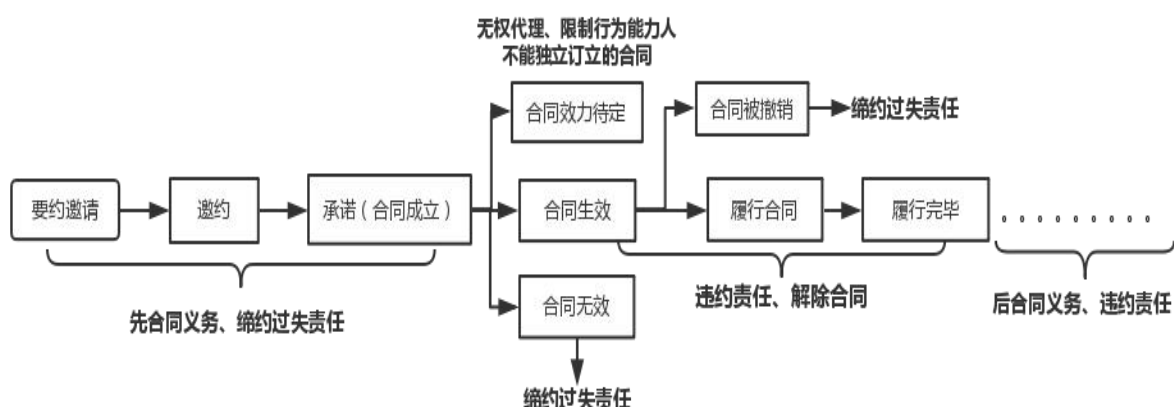 无权代理、限制行为能力人
不能独立订立的合同
合同效力待定
合同被撤销
缔约过失责任
要约邀请
邀约
承诺（合同成立）
合同生效
履行合同
履行完毕
。。。。。。。。。
先合同义务、缔约过失责任
合同无效
违约责任、解除合同
后合同义务、违约责任
缔约过失责任